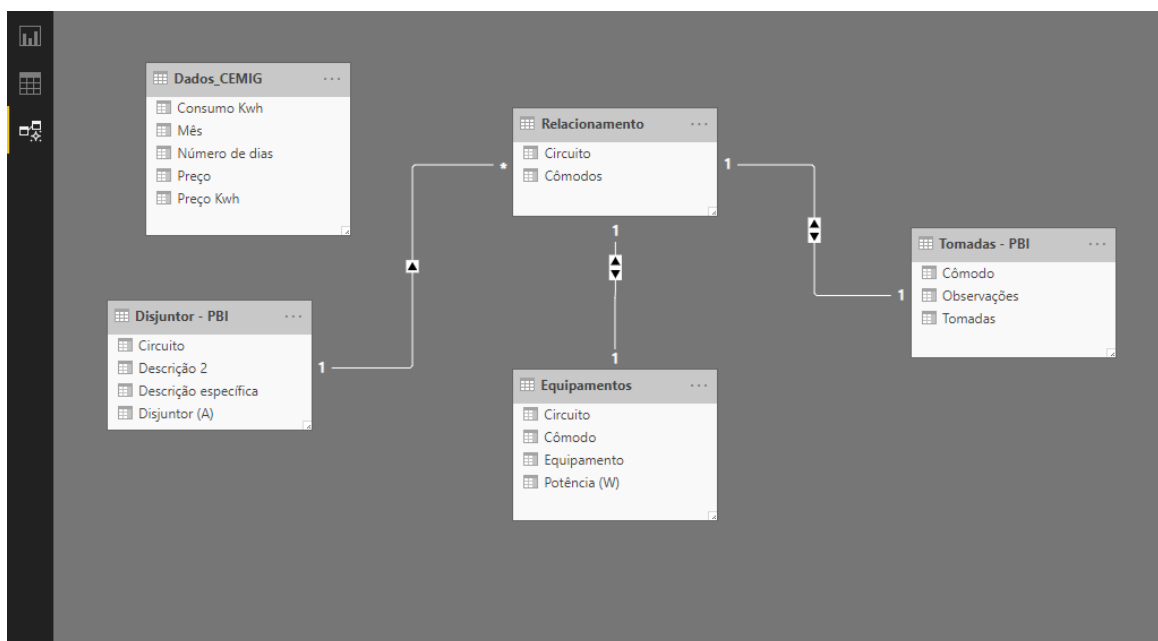 Dados_CEMIG ...
Consumo Kwh
Mês
Número de dias
Preço
Preço Kwh
Relacionamento ...
Circuito
Cômodos
*
1
1
Tomadas - PBI ...
Cômodo
Observações
Tomadas
1
Disjuntor - PBI ...
Circuito
Descrição 2
Descrição específica
Disjuntor (A)
1
1
Equipamentos ...
Circuito
Cômodo
Equipamento
Potência (W)